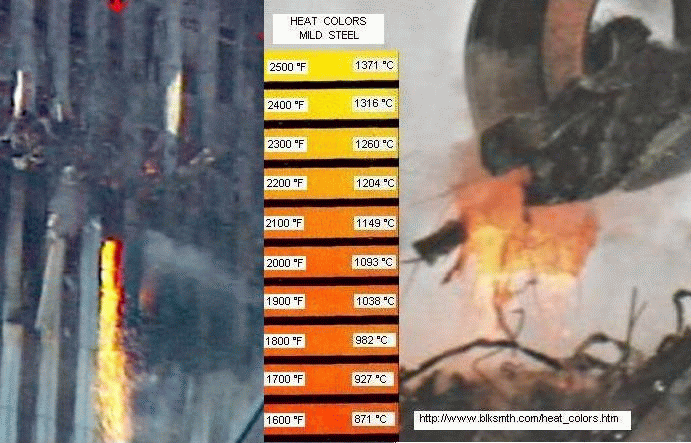 HEAT COLORS
MILD STEEL
2500 °F 1371 °C
2400 °F 1316 °C
2300 °F 1260 °C
2200 °F 1204 °C
2100 °F 1149 °C
2000 °F 1093 °C
1900 °F 1038 °C
1800 °F 982 °C
1700 °F 927 °C
1600 °F 871 °C
http://www.blksmth.com/heat_colors.htm